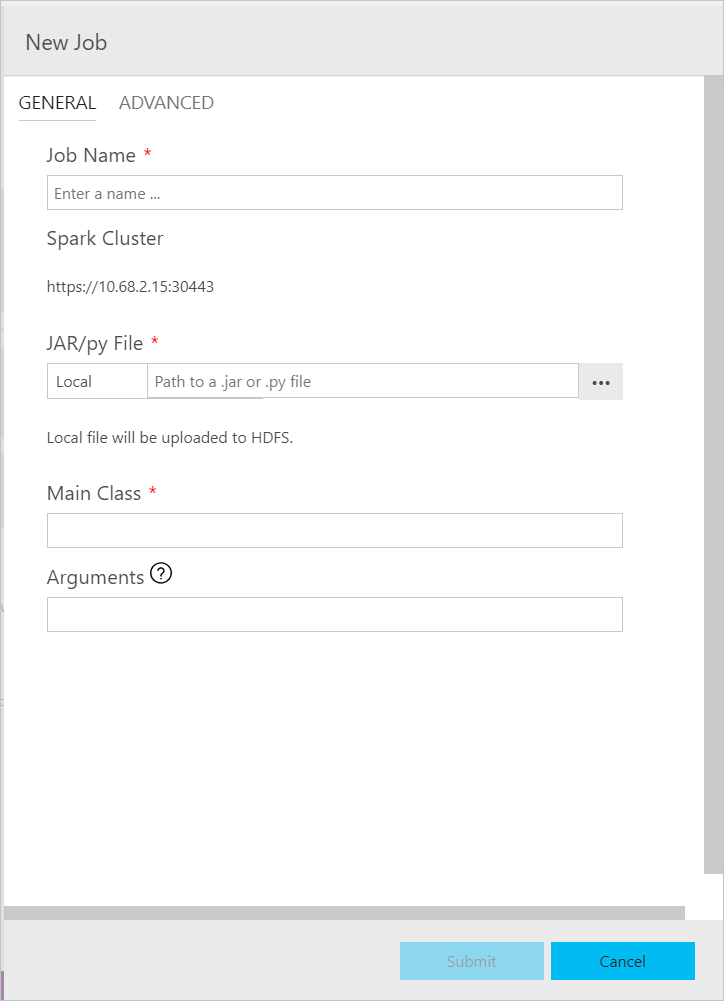 New Job
GENERAL ADVANCED
Job Name *
Enter a name ...
Spark Cluster
https://10.68.2.15:30443
JAR/py File *
Local Path to a .jar or .py file ...
Local file will be uploaded to HDFS.
Main Class *
Arguments ?
Submit Cancel